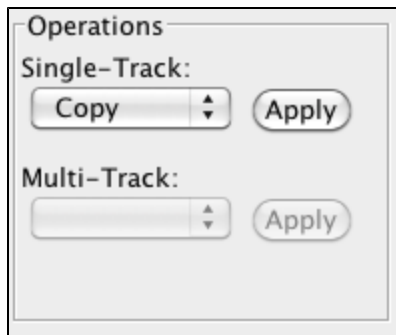 Operations
Single-Track:
Copy Apply
Multi-Track:
Apply